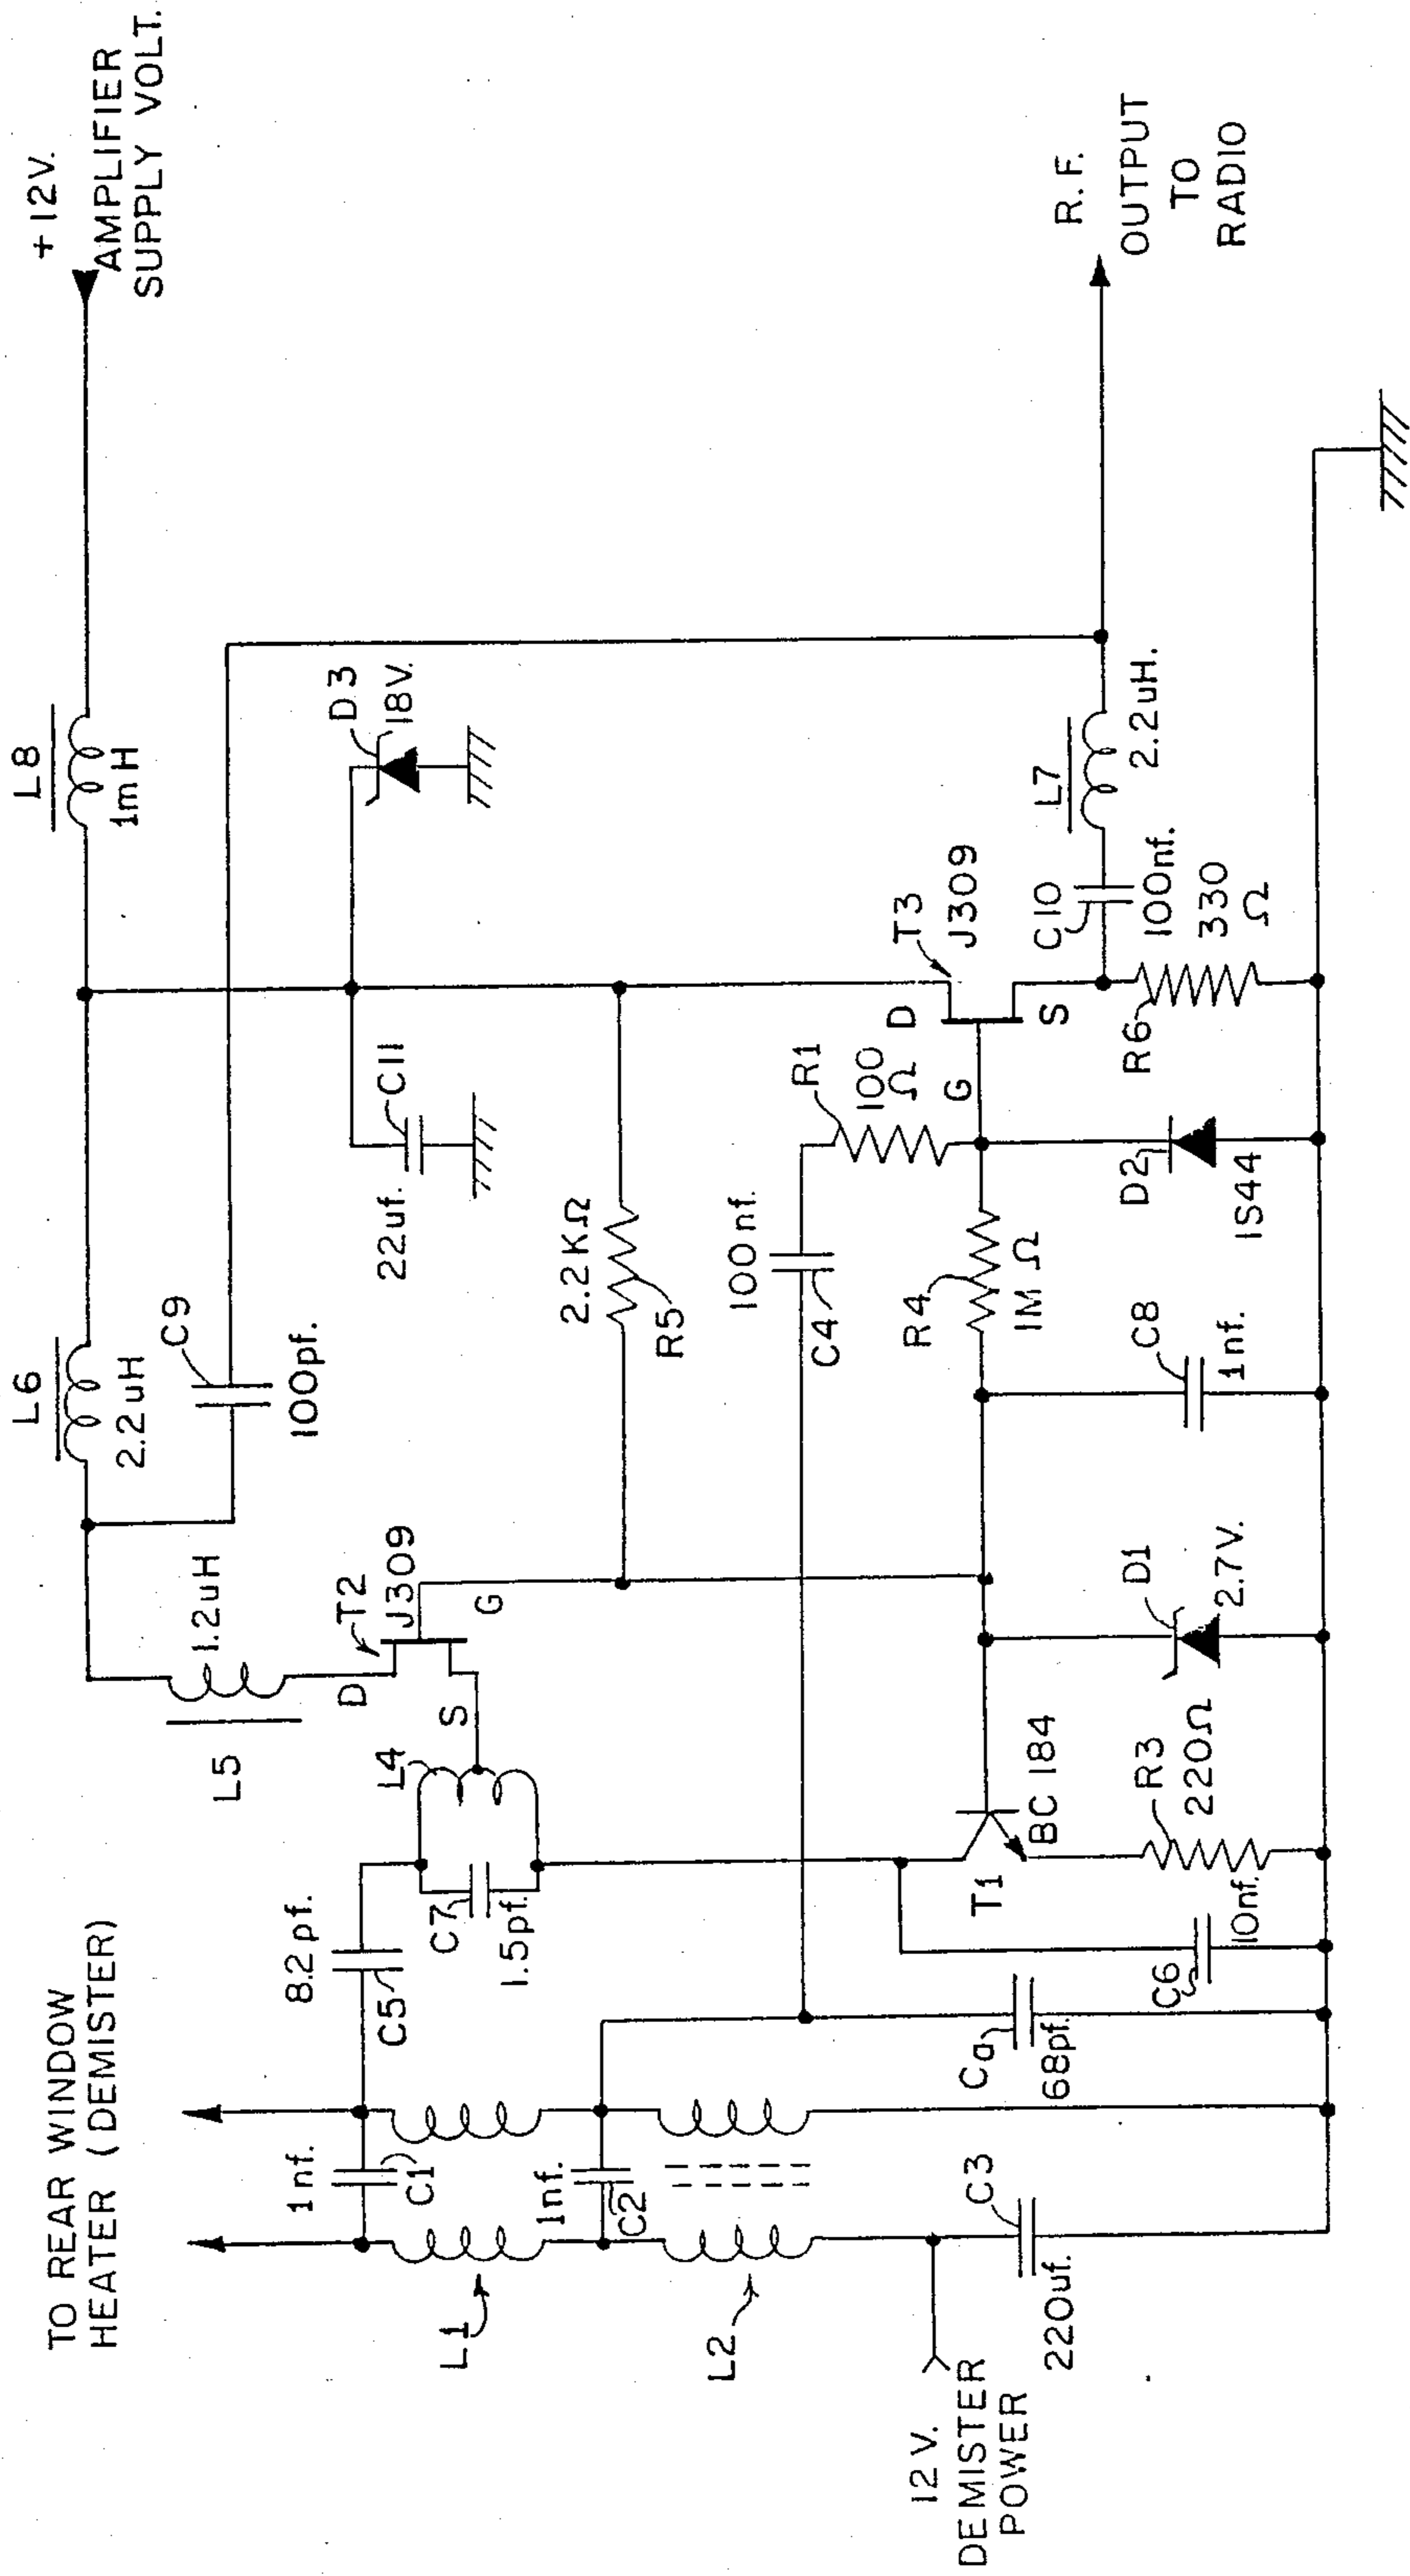 TO REAR WINDOW
HEATER (DEMISTER)
L6
2.2uH
L8
1mH
+12V.
AMPLIFIER
SUPPLY VOLT.
C9
100pf.
L5
1.2uH
D
T2
J309
G
S
L4
C7
1.5pf.
8.2pf.
C5
1nf.
C1
1nf.
C2
L1
L2
22uf.
C11
D3
18V.
2.2KΩ
R5
100nf.
C4
R1
100
Ω
D
T3
J309
G
S
R4
1MΩ
C10
100nf.
L7
2.2uH.
R.F.
OUTPUT
TO
RADIO
R6
330
Ω
D2
1S44
C8
1nf.
D1
2.7V.
T1
BC 184
R3
220Ω
C6
10nf.
Ca
68pf.
C3
220uf.
12V.
DEMISTER
POWER